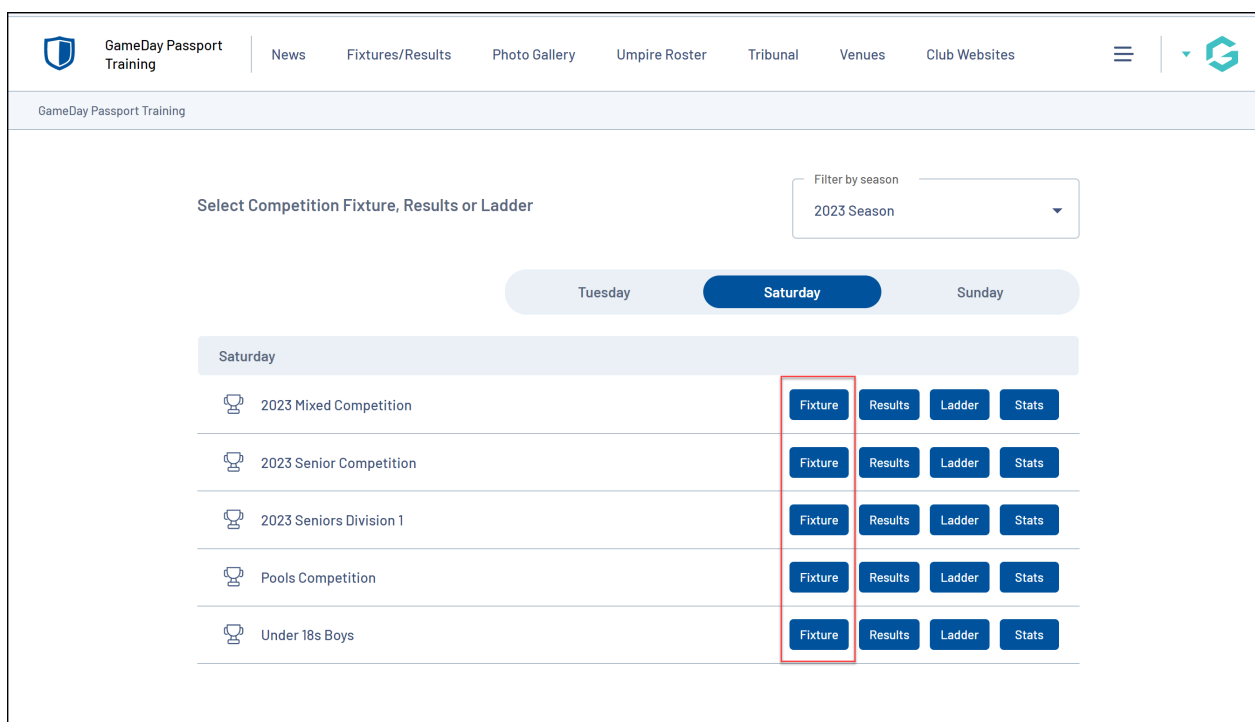 GameDay Passport
Training
News Fixtures/Results Photo Gallery Umpire Roster Tribunal Venues Club Websites
GameDay Passport Training
Filter by season
Select Competition Fixture, Results or Ladder
2023 Season
Tuesday Saturday Sunday
Saturday
2023 Mixed Competition Fixture Results Ladder Stats
2023 Senior Competition Fixture Results Ladder Stats
2023 Seniors Division 1 Fixture Results Ladder Stats
Pools Competition Fixture Results Ladder Stats
Under 18s Boys Fixture Results Ladder Stats